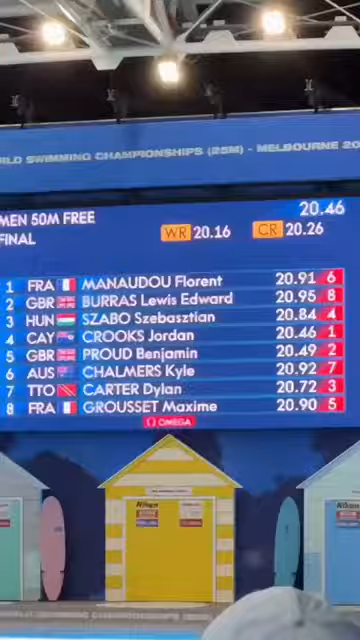 RLD SWIMMING CHAMPIONSHIPS (25M) - MELBOURNE 20
20.46
MEN 50M FREE
WR 20.16 CR 20.26
FINAL
1 FRA MANAUDOU Florent 20.91 6
2 GBR BURRAS Lewis Edward 20.95 8
3 HUN SZABO Szebasztian 20.84 4
4 CAY CROOKS Jordan 20.46 1
5 GBR PROUD Benjamin 20.49 2
6 AUS CHALMERS Kyle 20.92 7
7 TTO CARTER Dylan 20.72 3
8 FRA GROUSSET Maxime 20.90 5
Ω OMEGA
Nikon
Nikon